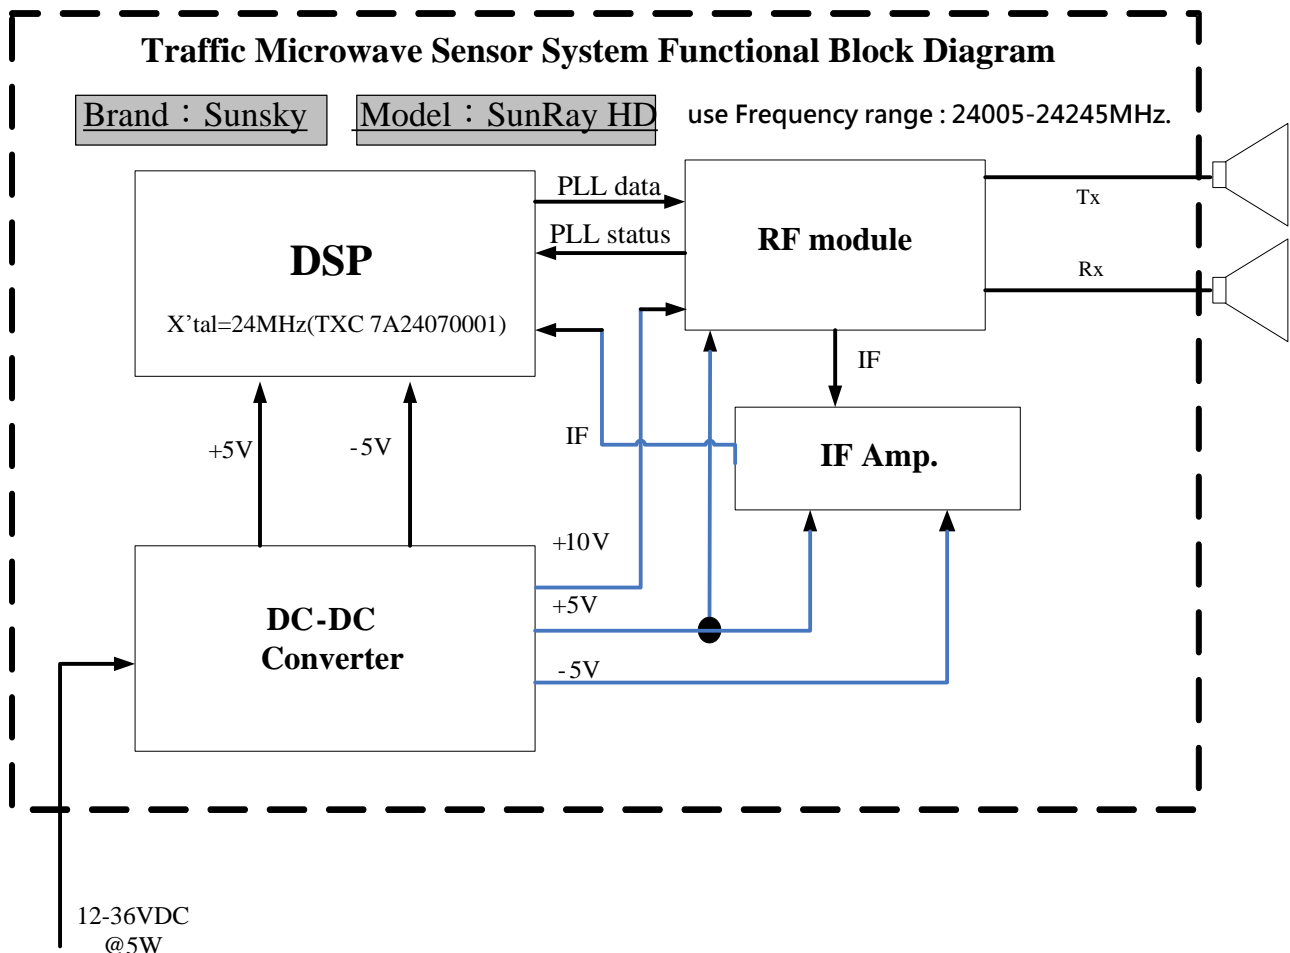 Traffic Microwave Sensor System Functional Block Diagram
Brand：Sunsky
Model：SunRay HD
use Frequency range : 24005-24245MHz.
PLL data
Tx
PLL status
RF module
DSP
Rx
X’tal=24MHz(TXC 7A24070001)
IF
+5V
-5V
IF
IF Amp.
+10V
+5V
DC-DC
Converter
-5V
12-36VDC
@5W